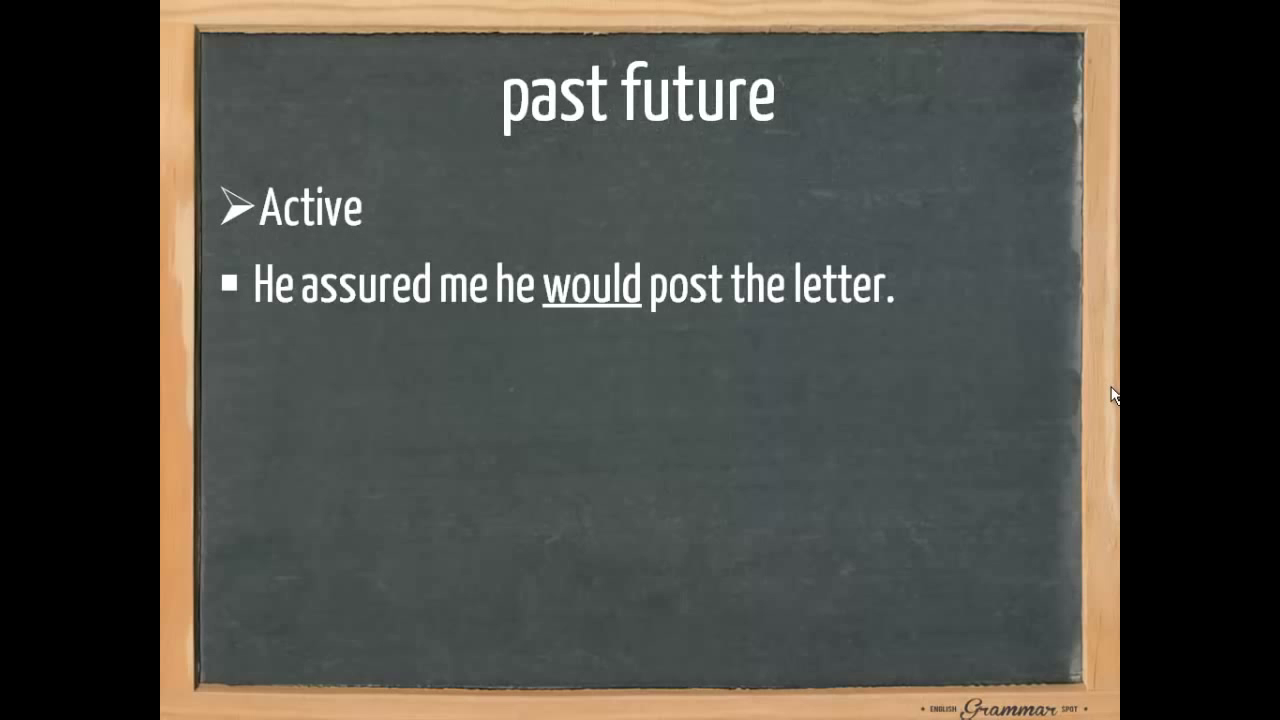 past future
Active
He assured me he would post the letter.
ENGLISH Grammar SPOT